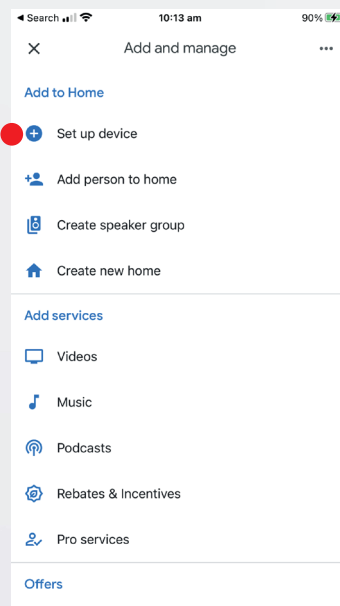 Search 10:13 am 90%
Add and manage
Add to Home
Set up device
Add person to home
Create speaker group
Create new home
Add services
Videos
Music
Podcasts
Rebates & Incentives
Pro services
Offers